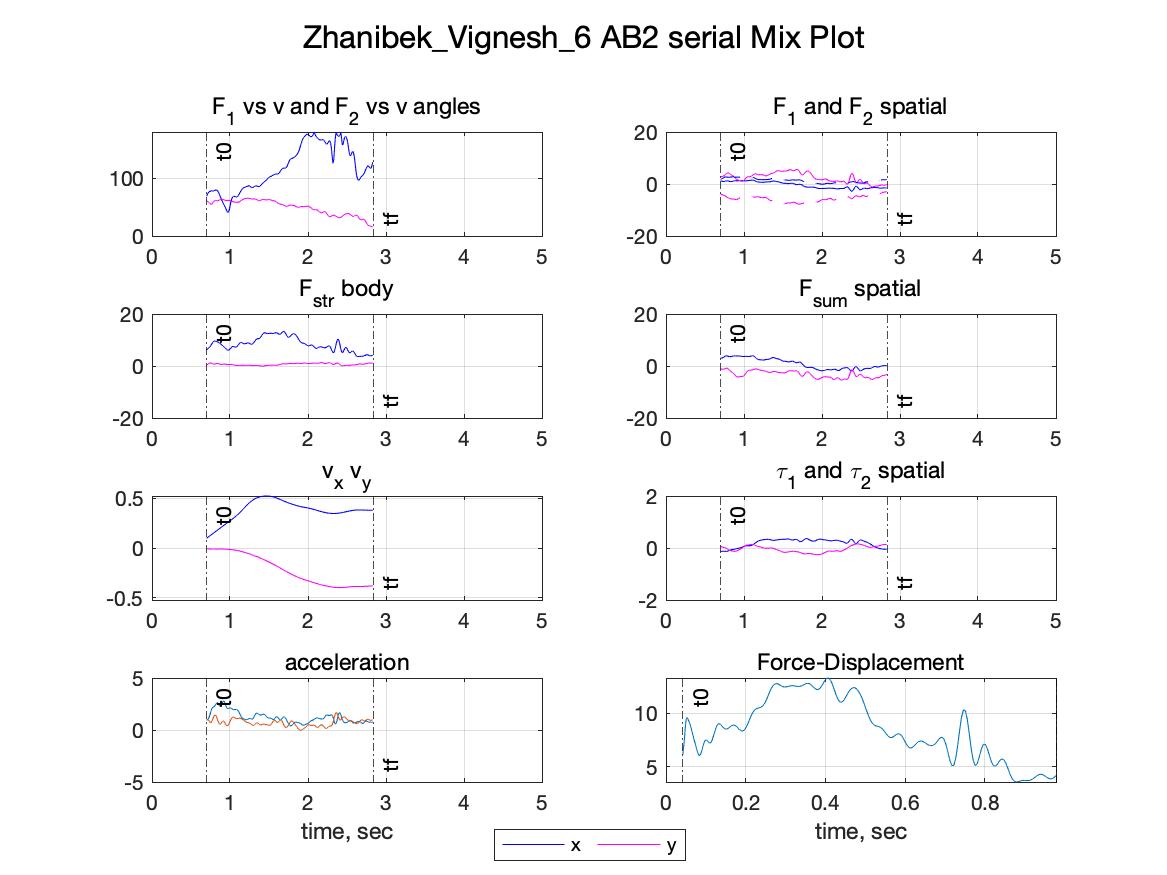 Zhanibek_Vignesh_6 AB2 serial Mix Plot
F1 vs v and F2 vs v angles
100
0
t0
tf
0 1 2 3 4 5
F1 and F2 spatial
20
0
-20
t0
tf
0 1 2 3 4 5
Fstr body
20
0
-20
t0
tf
0 1 2 3 4 5
Fsum spatial
20
0
-20
t0
tf
0 1 2 3 4 5
vx vy
0.5
0
-0.5
t0
tf
0 1 2 3 4 5
τ1 and τ2 spatial
2
0
-2
t0
tf
0 1 2 3 4 5
acceleration
5
0
-5
t0
tf
0 1 2 3 4 5
time, sec
Force-Displacement
10
5
t0
0 0.2 0.4 0.6 0.8
time, sec
x y